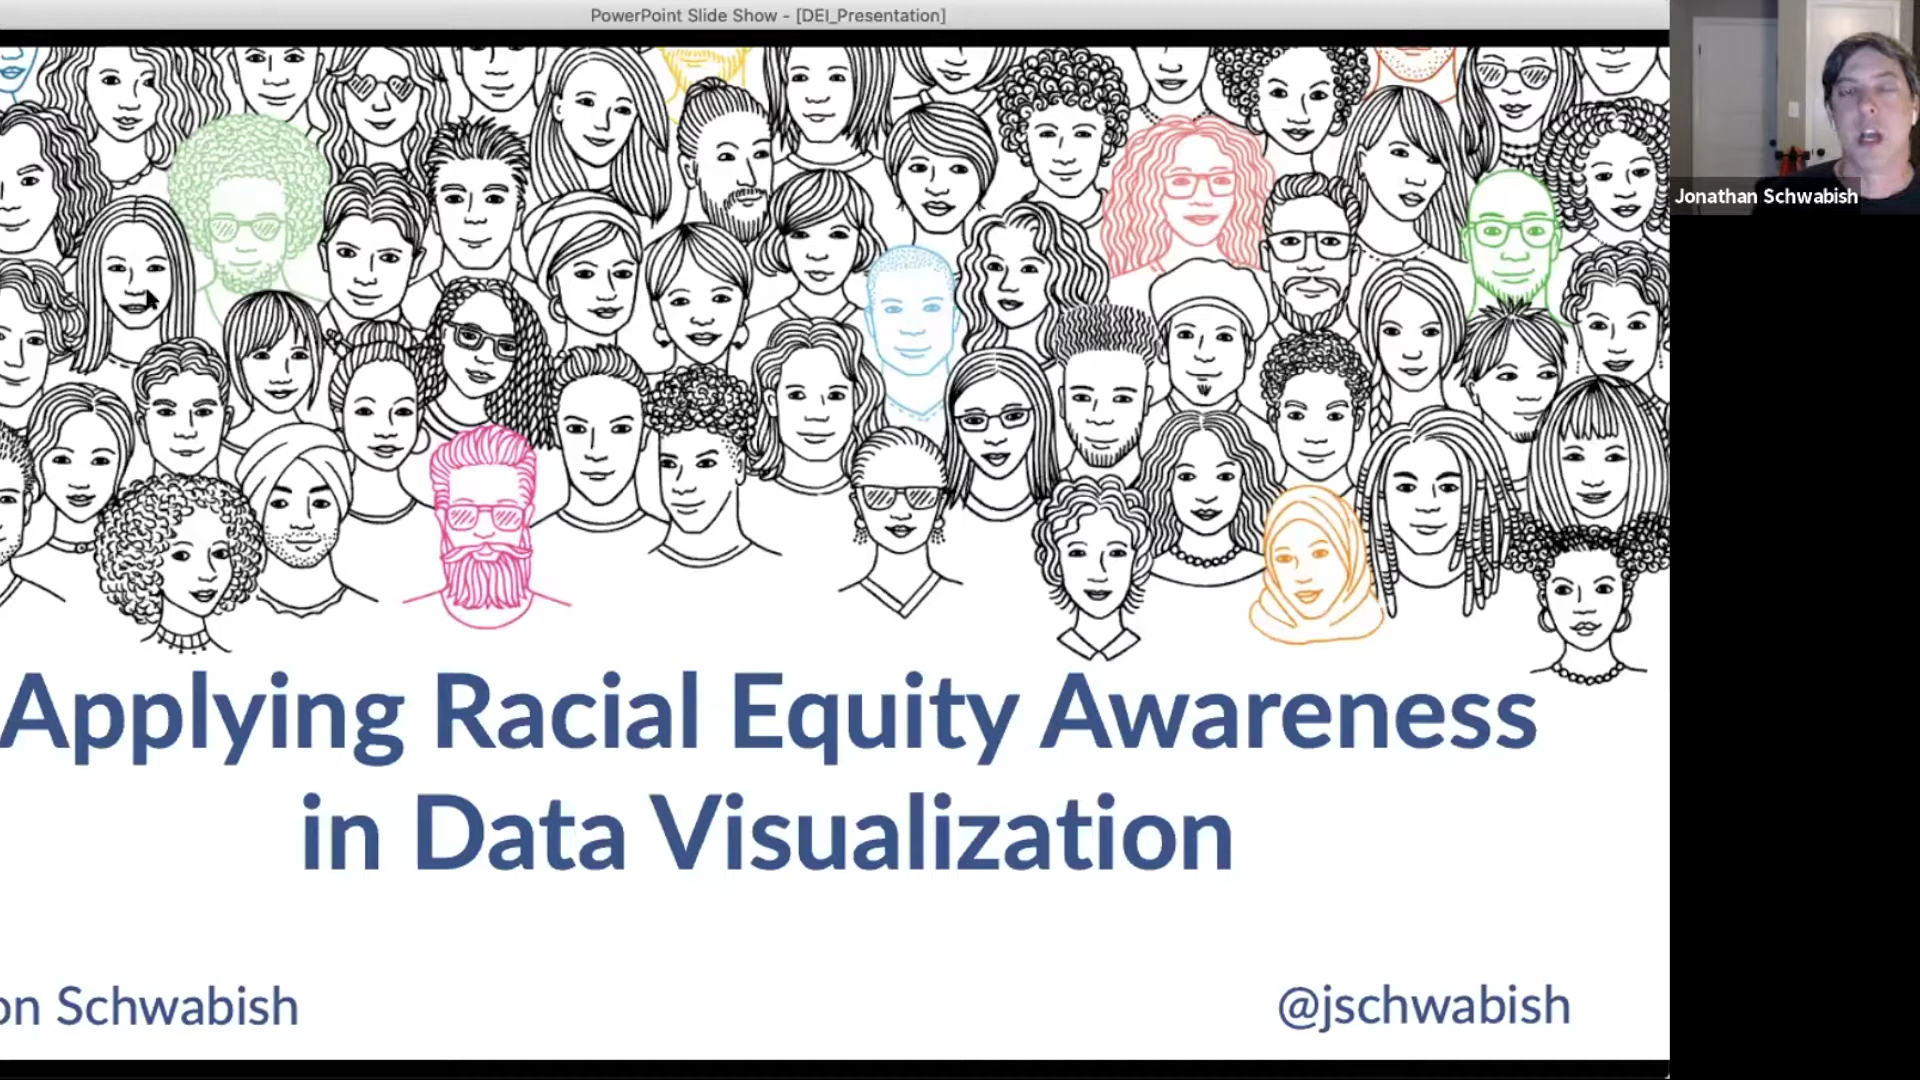 PowerPoint Slide Show - [DEI_Presentation]
Jonathan Schwabish
Applying Racial Equity Awareness
in Data Visualization
on Schwabish
@jschwabish